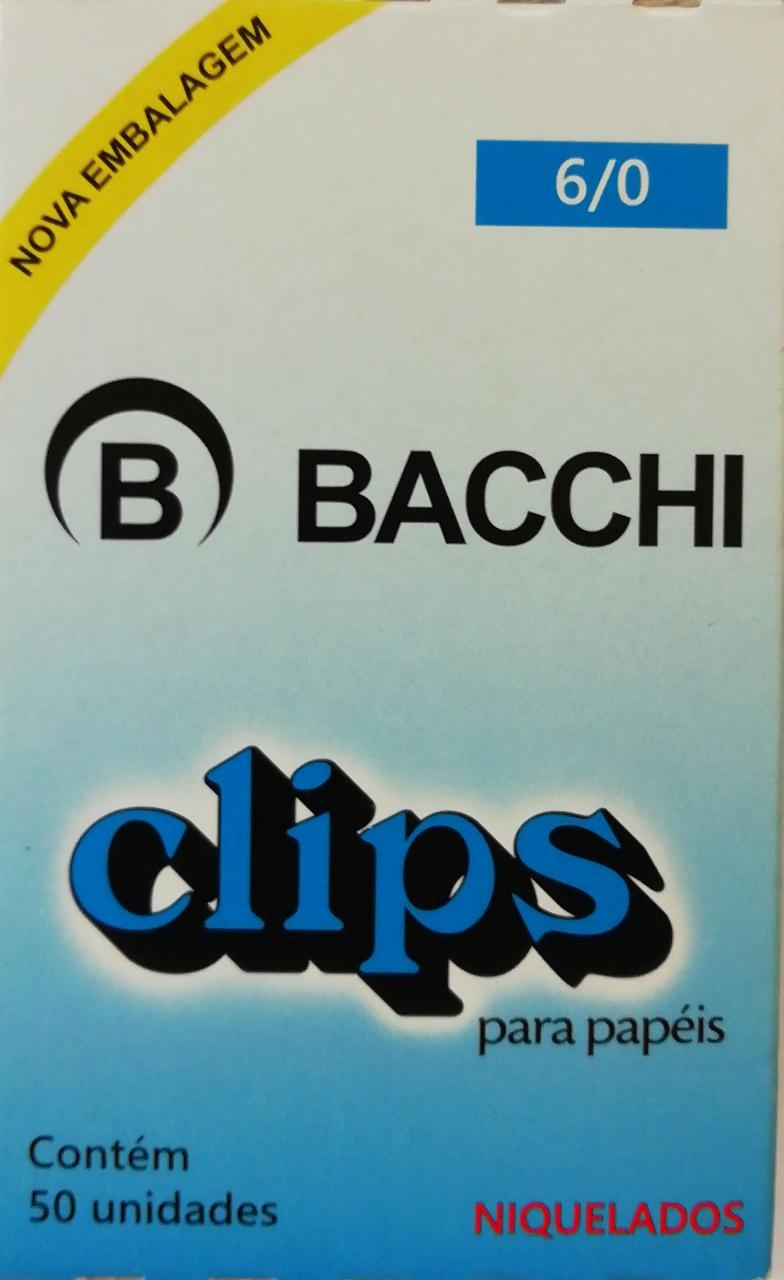 NOVA EMBALAGEM
6/0
B BACCHI
clips
para papéis
Contém
50 unidades
NIQUELADOS